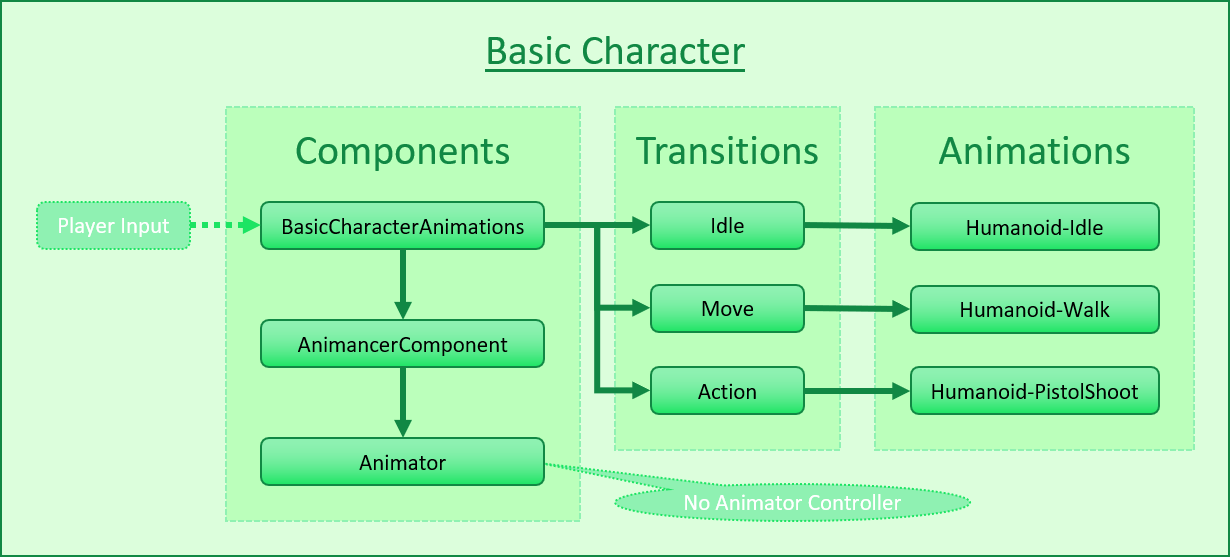 Basic Character
Components
Transitions
Animations
Player Input
BasicCharacterAnimations
Idle
Humanoid-Idle
Move
Humanoid-Walk
AnimancerComponent
Action
Humanoid-PistolShoot
Animator
No Animator Controller